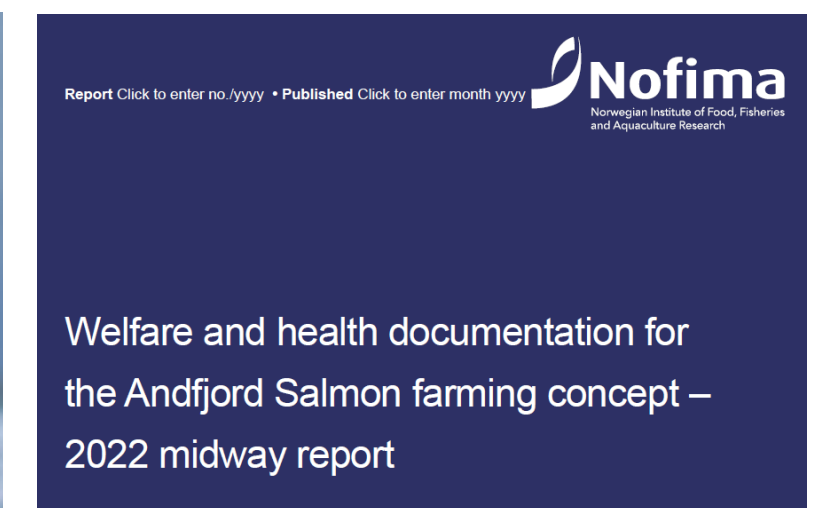 Report Click to enter no./yyyy • Published Click to enter month yyyy
Nofima
Norwegian Institute of Food, Fisheries
and Aquaculture Research
Welfare and health documentation for
the Andfjord Salmon farming concept –
2022 midway report